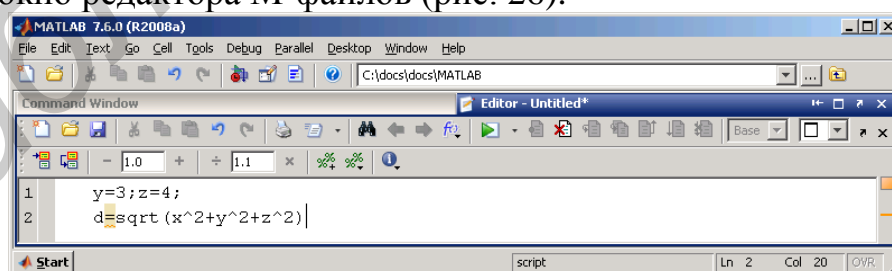 окно редактора М-файлов (рис. 26).
MATLAB 7.6.0 (R2008a)
File Edit Text Go Cell Tools Debug Parallel Desktop Window Help
C:\docs\docs\MATLAB
Command Window
Editor - Untitled*
Base
- 1.0 + ÷ 1.1 ×
1 y=3;z=4;
2 d=sqrt(x^2+y^2+z^2)
Start script Ln 2 Col 20 OVR